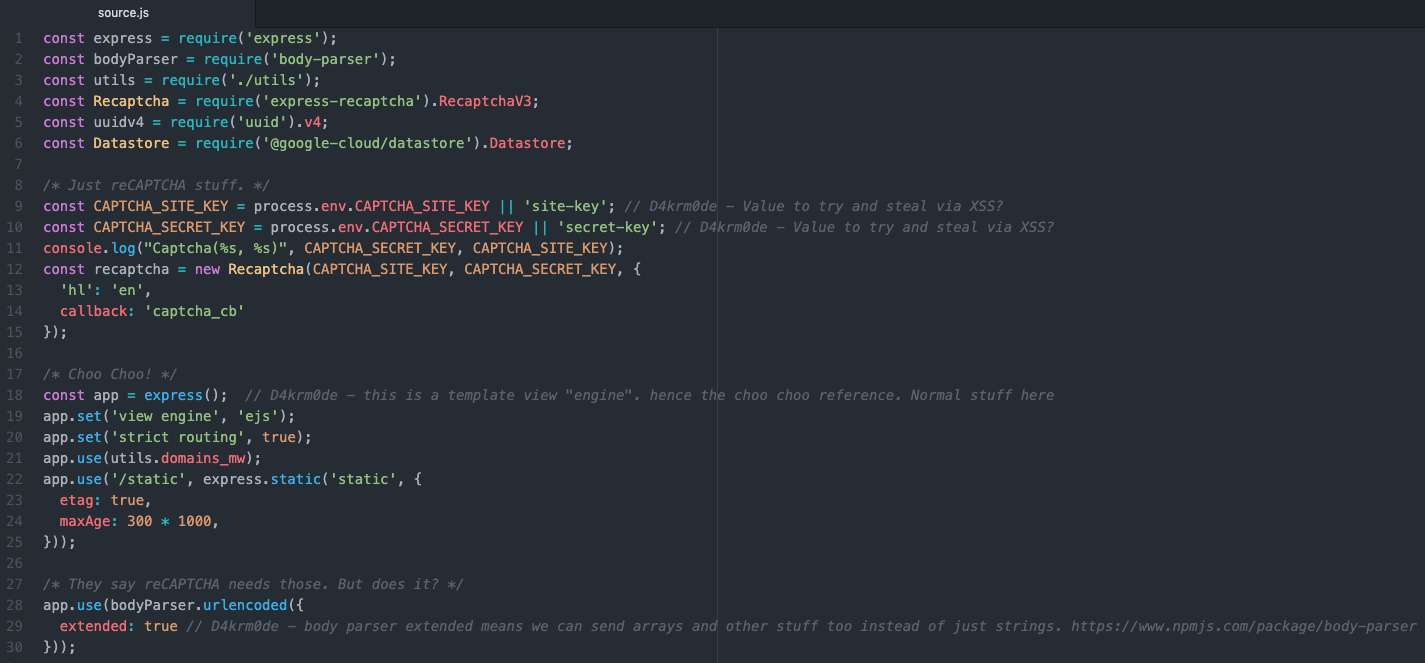 source.js
1 const express = require('express');
2 const bodyParser = require('body-parser');
3 const utils = require('./utils');
4 const Recaptcha = require('express-recaptcha').RecaptchaV3;
5 const uuidv4 = require('uuid').v4;
6 const Datastore = require('@google-cloud/datastore').Datastore;
7
8 /* Just reCAPTCHA stuff. */
9 const CAPTCHA_SITE_KEY = process.env.CAPTCHA_SITE_KEY || 'site-key'; // D4krm0de - Value to try and steal via XSS?
10 const CAPTCHA_SECRET_KEY = process.env.CAPTCHA_SECRET_KEY || 'secret-key'; // D4krm0de - Value to try and steal via XSS?
11 console.log("Captcha(%s, %s)", CAPTCHA_SECRET_KEY, CAPTCHA_SITE_KEY);
12 const recaptcha = new Recaptcha(CAPTCHA_SITE_KEY, CAPTCHA_SECRET_KEY, {
13   'hl': 'en',
14   callback: 'captcha_cb'
15 });
16
17 /* Choo Choo! */
18 const app = express();  // D4krm0de - this is a template view "engine". hence the choo choo reference. Normal stuff here
19 app.set('view engine', 'ejs');
20 app.set('strict routing', true);
21 app.use(utils.domains_mw);
22 app.use('/static', express.static('static', {
23   etag: true,
24   maxAge: 300 * 1000,
25 }));
26
27 /* They say reCAPTCHA needs those. But does it? */
28 app.use(bodyParser.urlencoded({
29   extended: true // D4krm0de - body parser extended means we can send arrays and other stuff too instead of just strings. https://www.npmjs.com/package/body-parser
30 }));